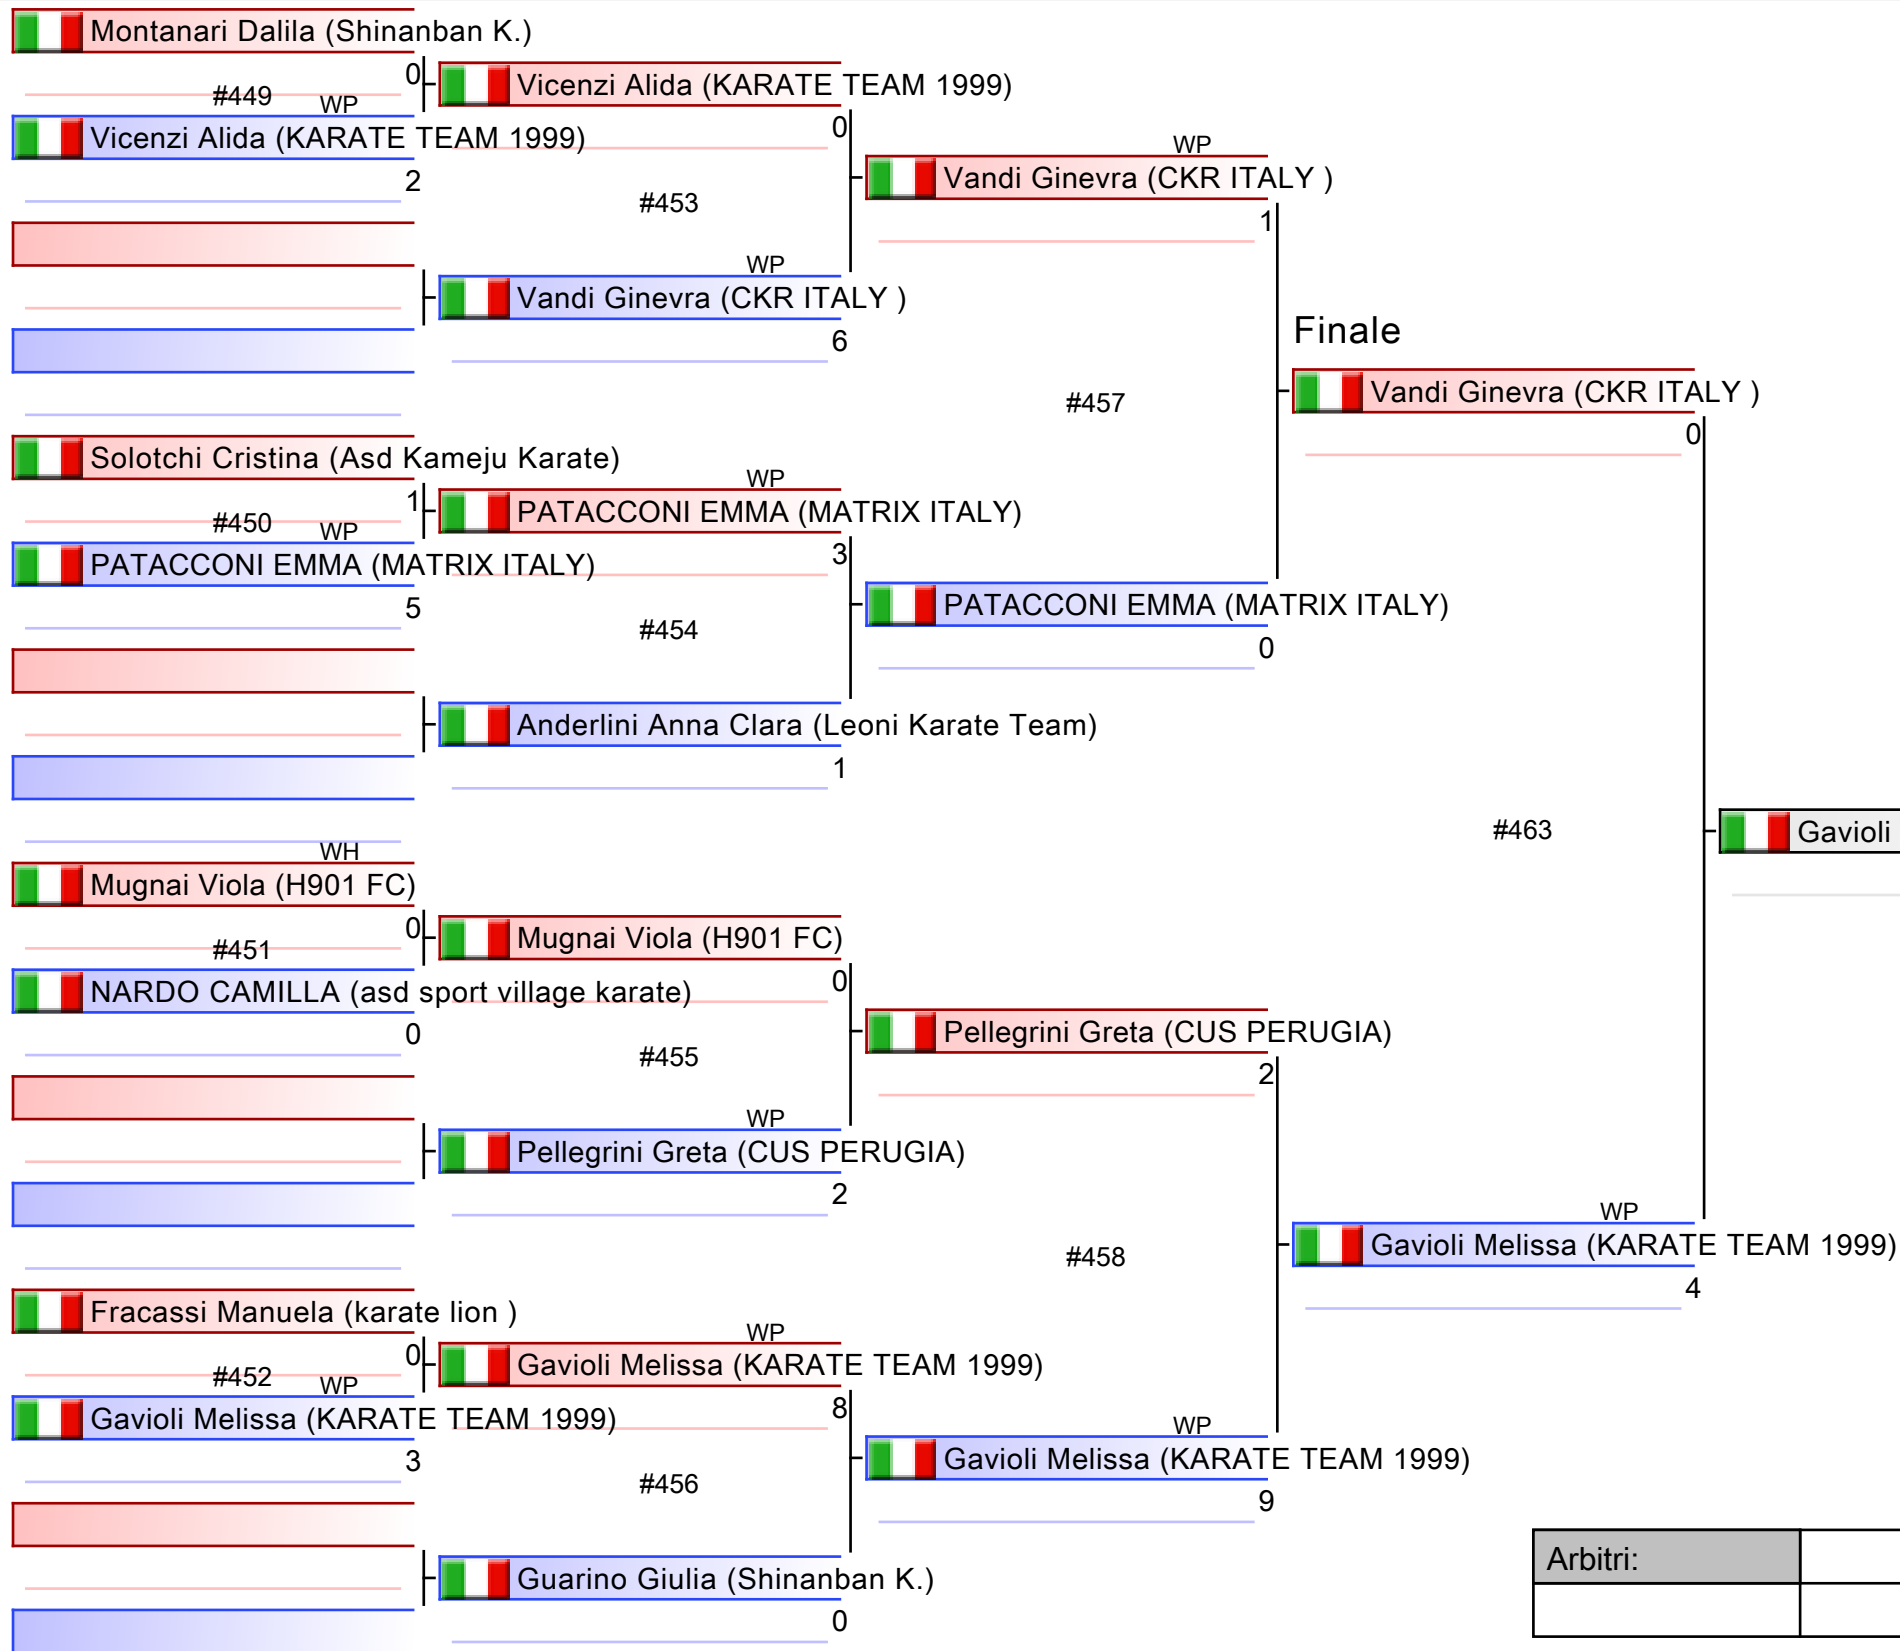 Montanari Dalila (Shinanban K.)
0
#449 WP
Vicenzi Alida (KARATE TEAM 1999)
2
Solotchi Cristina (Asd Kameju Karate)
1
#450 WP
PATACCONI EMMA (MATRIX ITALY)
5
WH
Mugnai Viola (H901 FC)
0
#451
NARDO CAMILLA (asd sport village karate)
0
Fracassi Manuela (karate lion )
0
#452 WP
Gavioli Melissa (KARATE TEAM 1999)
3
Vicenzi Alida (KARATE TEAM 1999)
0
#453
WP
Vandi Ginevra (CKR ITALY )
6
WP
PATACCONI EMMA (MATRIX ITALY)
3
#454
Anderlini Anna Clara (Leoni Karate Team)
1
Mugnai Viola (H901 FC)
0
#455
WP
Pellegrini Greta (CUS PERUGIA)
2
WP
Gavioli Melissa (KARATE TEAM 1999)
8
#456
Guarino Giulia (Shinanban K.)
0
WP
Vandi Ginevra (CKR ITALY )
1
#457
PATACCONI EMMA (MATRIX ITALY)
0
Pellegrini Greta (CUS PERUGIA)
2
#458
WP
Gavioli Melissa (KARATE TEAM 1999)
9
Finale
Vandi Ginevra (CKR ITALY )
0
#463
WP
Gavioli Melissa (KARATE TEAM 1999)
4
Gavioli
Arbitri: